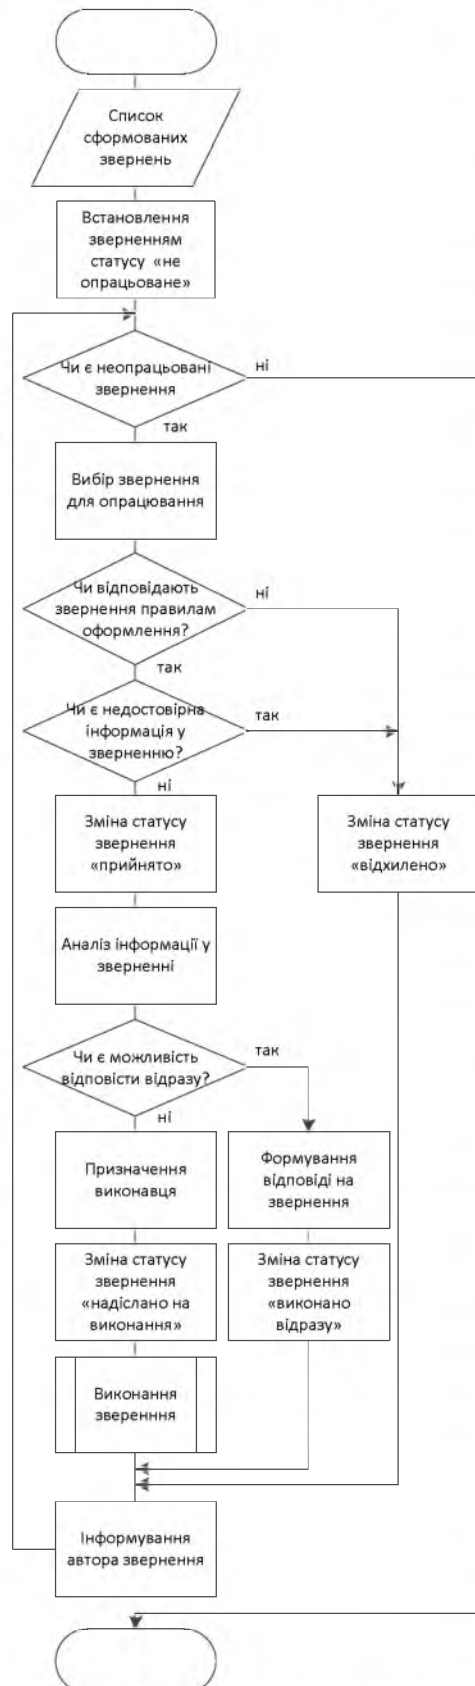 Список
сформованих
звернень
Встановлення
зверненням
статусу «не
опрацьоване»
Чи є неопрацьовані
звернення
ні
так
Вибір звернення
для опрацювання
Чи відповідають
звернення правилам
оформлення?
ні
так
Чи є недостовірна
інформація у
зверненню?
так
ні
Зміна статусу
звернення
«прийнято»
Зміна статусу
звернення
«відхилено»
Аналіз інформації у
зверненні
Чи є можливість
відповісти відразу?
так
ні
Призначення
виконавця
Формування
відповіді на
звернення
Зміна статусу
звернення
«надіслано на
виконання»
Зміна статусу
звернення
«виконано
відразу»
Виконання
зверенння
Інформування
автора звернення